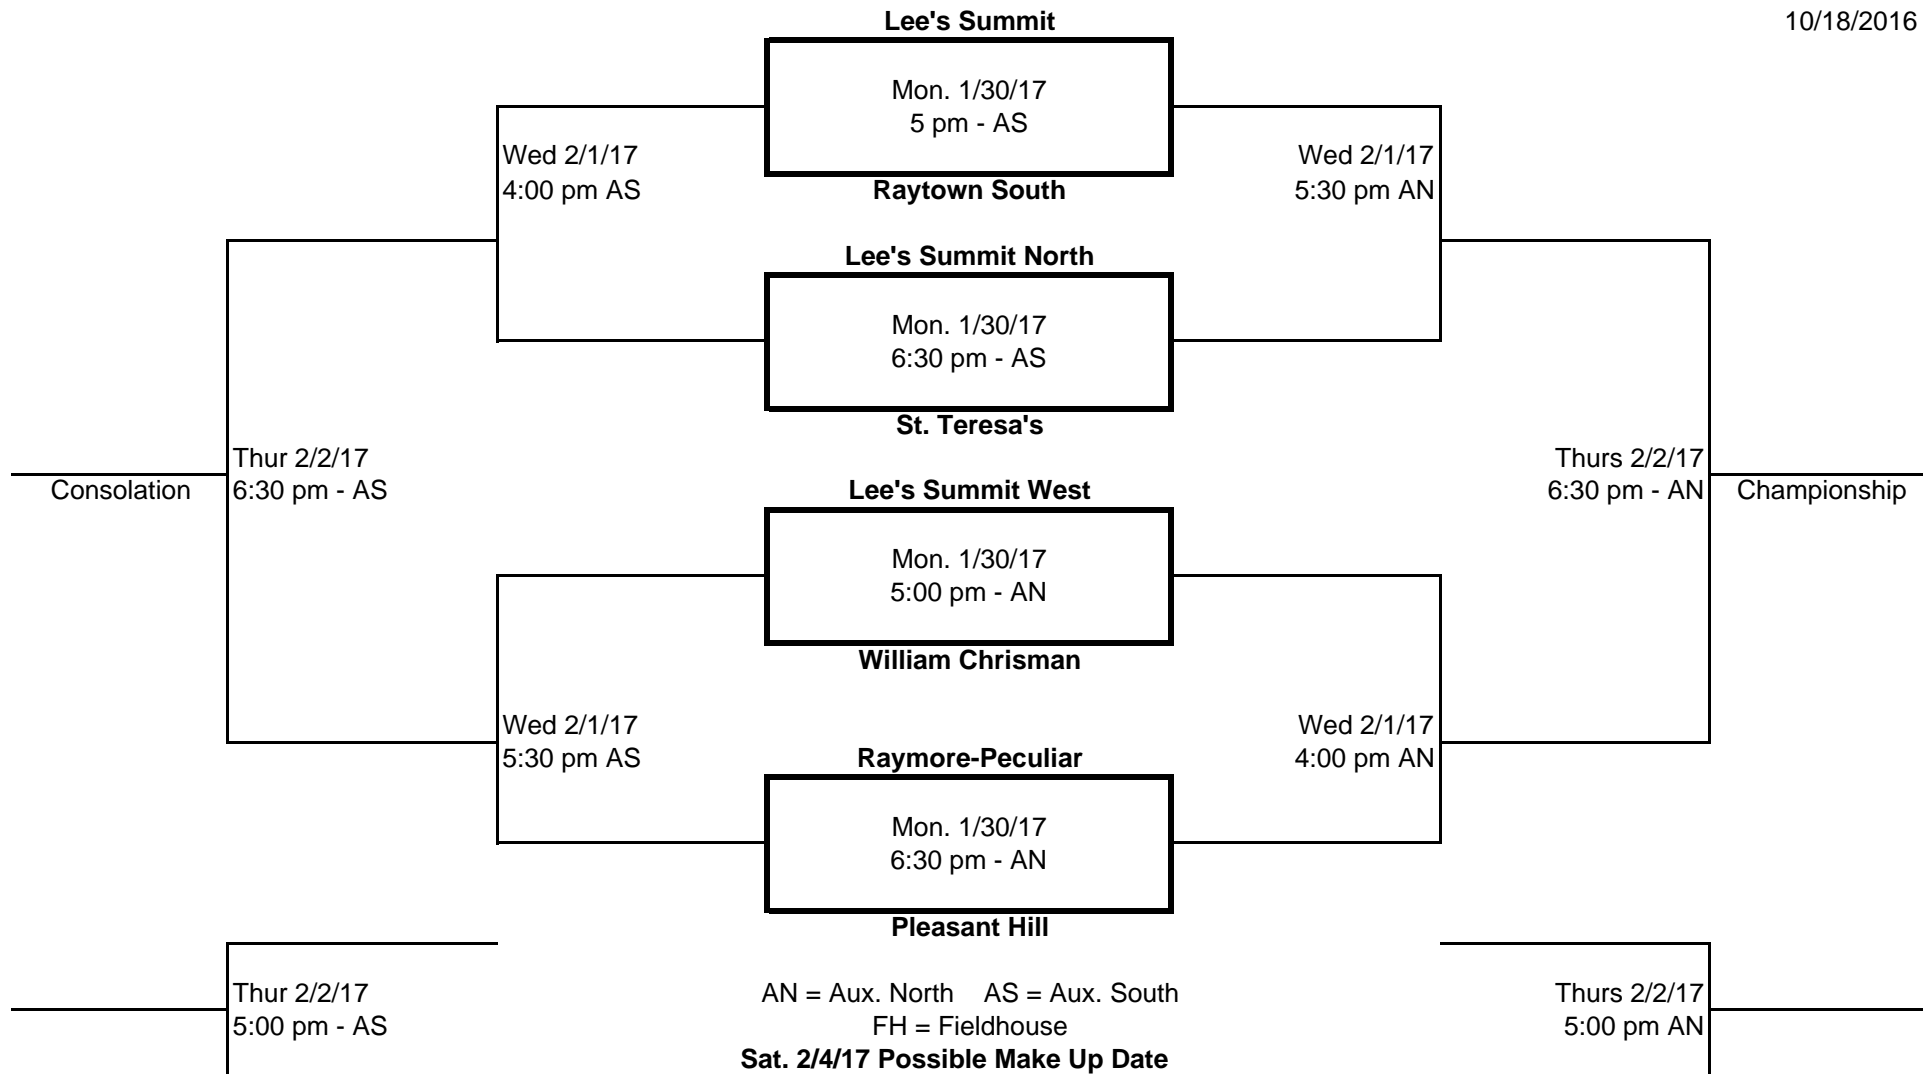 Lee's Summit
10/18/2016
Mon. 1/30/17
5 pm - AS
Wed 2/1/17
4:00 pm AS
Wed 2/1/17
5:30 pm AN
Raytown South
Lee's Summit North
Mon. 1/30/17
6:30 pm - AS
St. Teresa's
Thur 2/2/17
6:30 pm - AS
Consolation
Thurs 2/2/17
6:30 pm - AN
Championship
Lee's Summit West
Mon. 1/30/17
5:00 pm - AN
William Chrisman
Wed 2/1/17
5:30 pm AS
Wed 2/1/17
4:00 pm AN
Raymore-Peculiar
Mon. 1/30/17
6:30 pm - AN
Pleasant Hill
Thur 2/2/17
5:00 pm - AS
AN = Aux. North AS = Aux. South
FH = Fieldhouse
Sat. 2/4/17 Possible Make Up Date
Thurs 2/2/17
5:00 pm AN